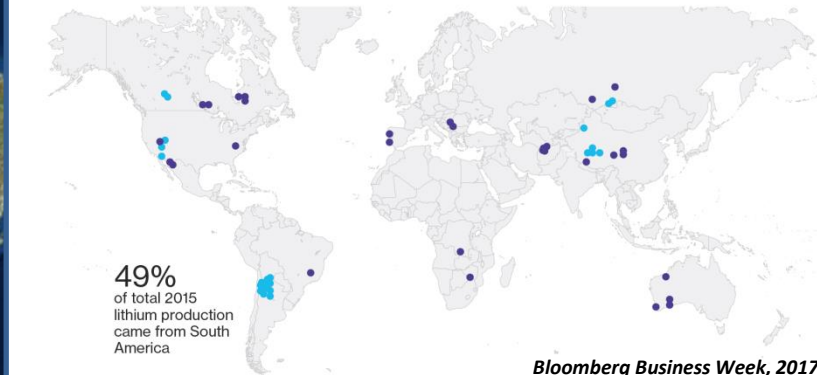 49%
of total 2015
lithium production
came from South
America
Bloomberg Business Week, 2017